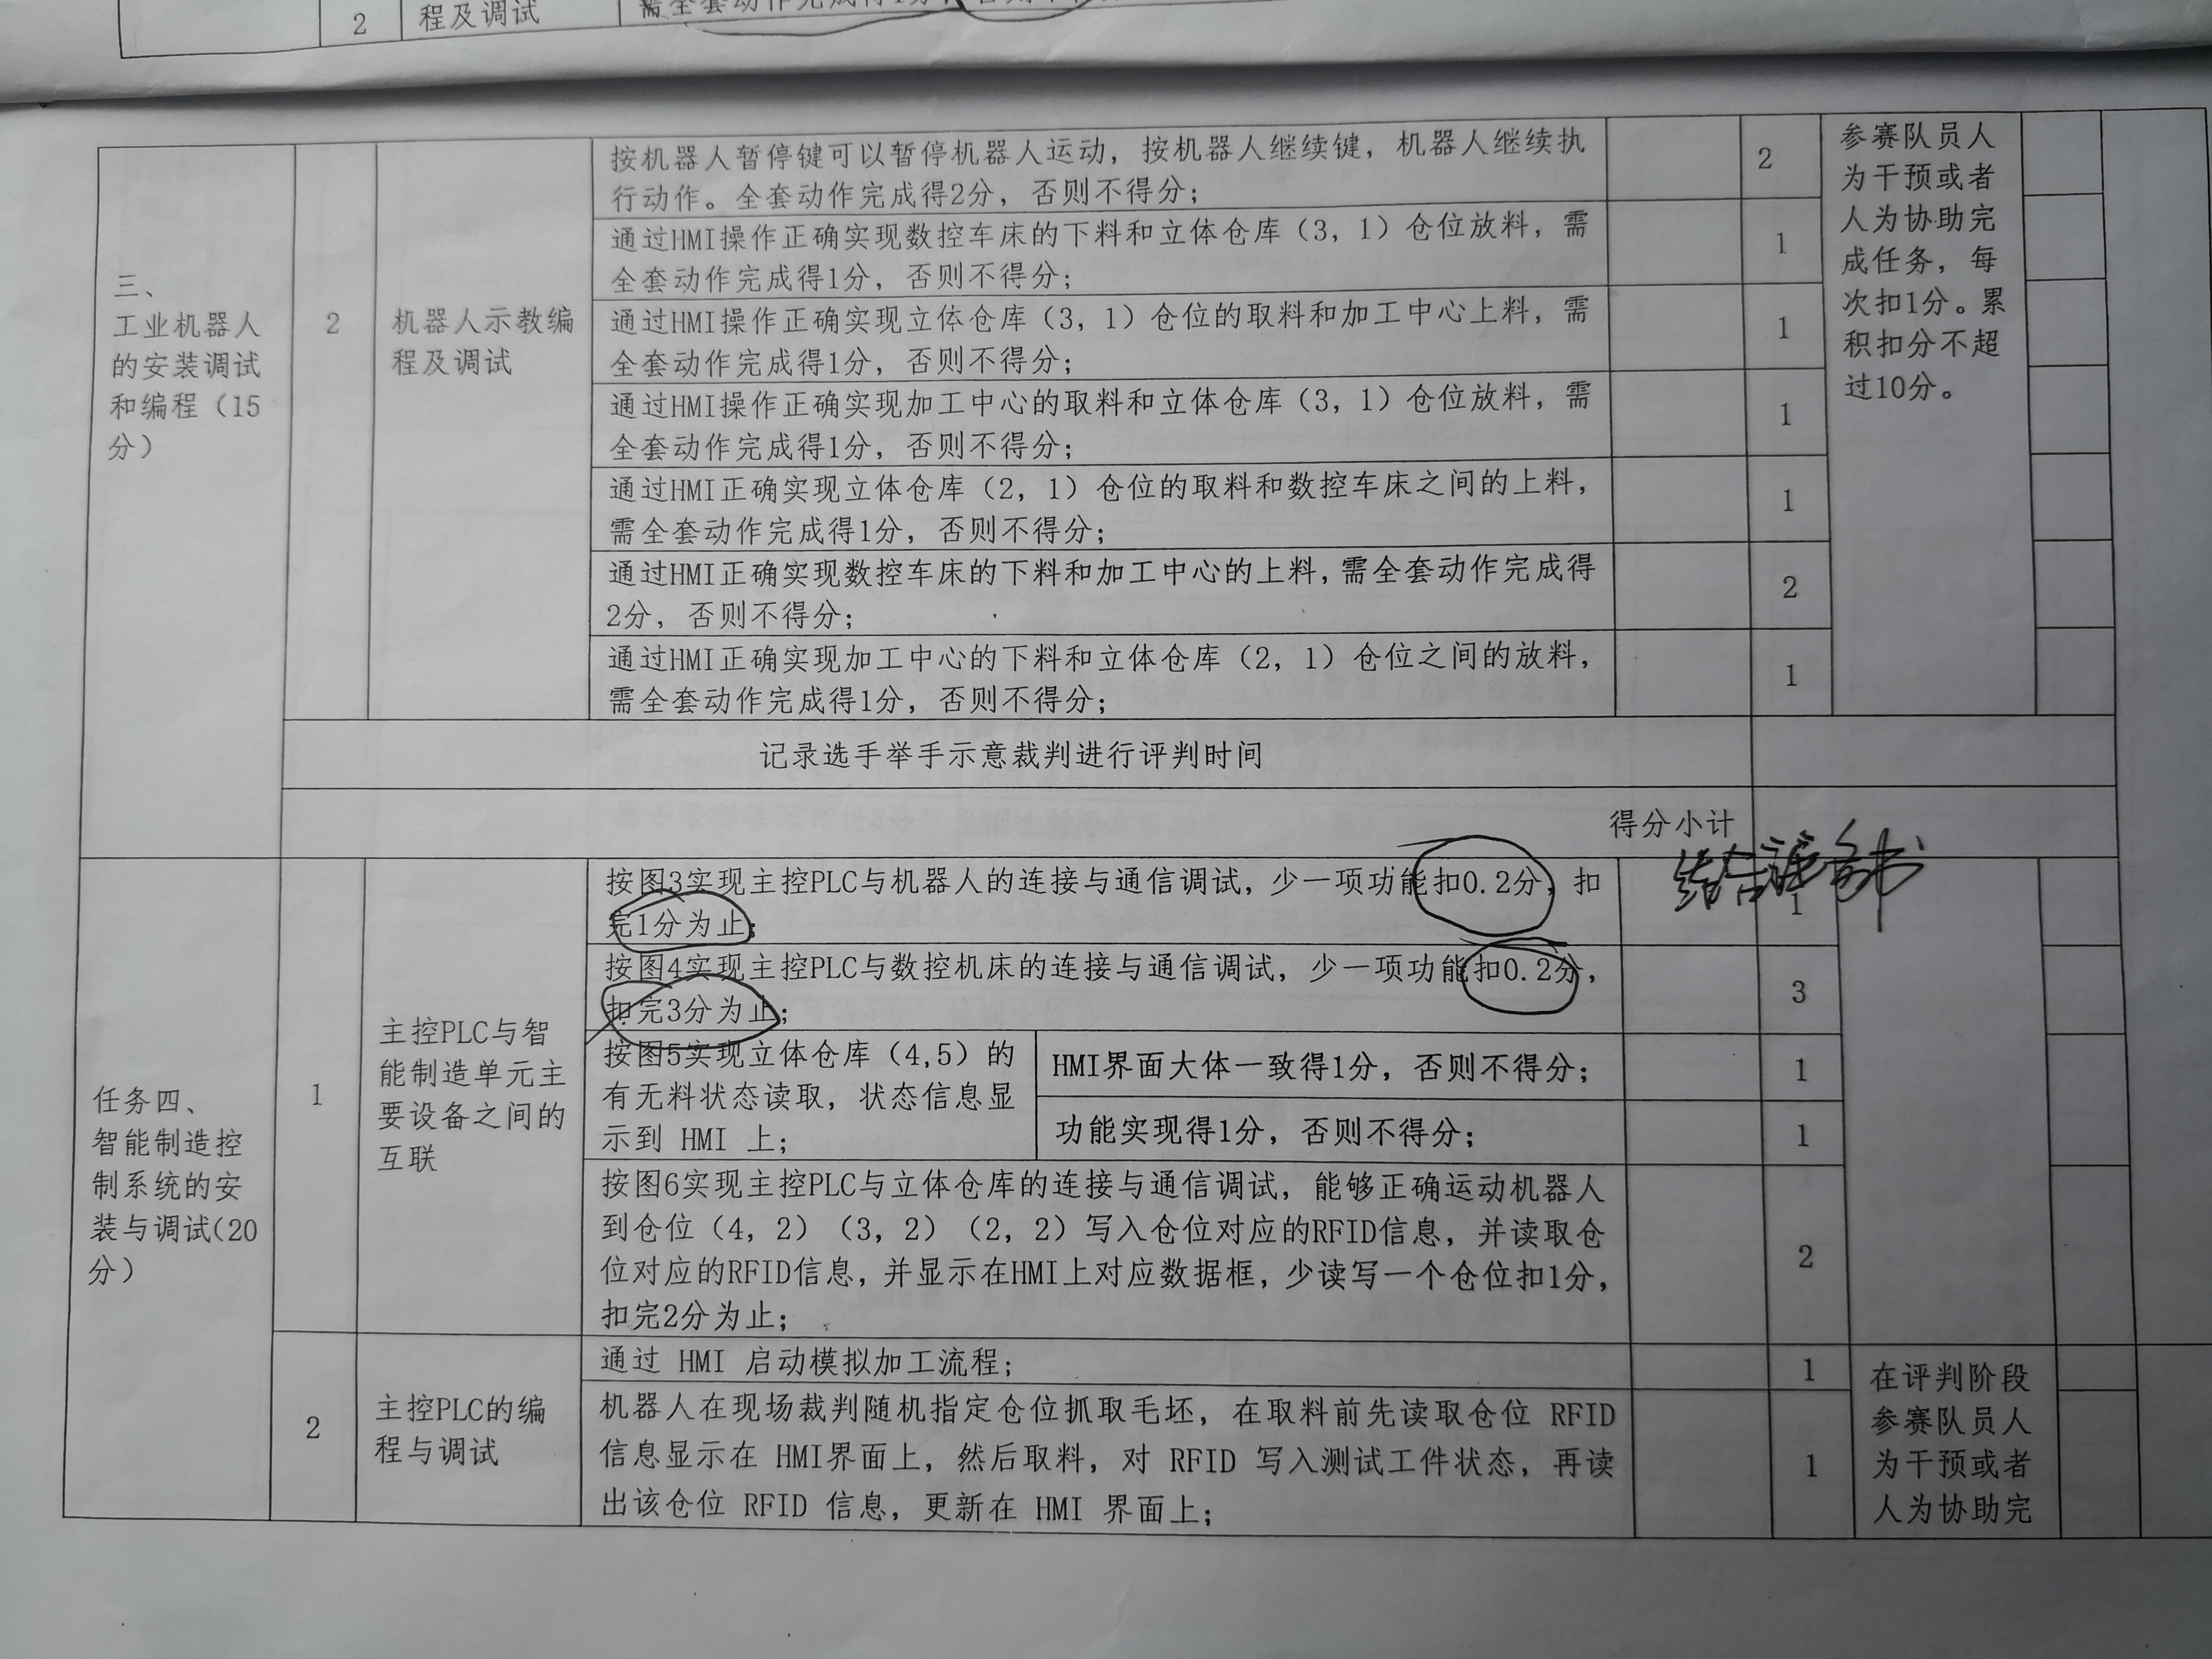 2
程及调试
需全套动作完成得1分，否则不得分
三、
工业机器人
的安装调试
和编程（15
分）
2
机器人示教编
程及调试
按机器人暂停键可以暂停机器人运动，按机器人继续键，机器人继续执
行动作。全套动作完成得2分，否则不得分；
2
通过HMI操作正确实现数控车床的下料和立体仓库（3，1）仓位放料，需
全套动作完成得1分，否则不得分；
1
通过HMI操作正确实现立体仓库（3，1）仓位的取料和加工中心上料，需
全套动作完成得1分，否则不得分；
1
通过HMI操作正确实现加工中心的取料和立体仓库（3，1）仓位放料，需
全套动作完成得1分，否则不得分；
1
通过HMI正确实现立体仓库（2，1）仓位的取料和数控车床之间的上料，
需全套动作完成得1分，否则不得分；
1
通过HMI正确实现数控车床的下料和加工中心的上料,需全套动作完成得
2分，否则不得分；
2
通过HMI正确实现加工中心的下料和立体仓库（2，1）仓位之间的放料，
需全套动作完成得1分，否则不得分；
1
参赛队员人
为干预或者
人为协助完
成任务，每
次扣1分。累
积扣分不超
过10分。
记录选手举手示意裁判进行评判时间
得分小计
任务四、
智能制造控
制系统的安
装与调试(20
分）
1
主控PLC与智
能制造单元主
要设备之间的
互联
按图3实现主控PLC与机器人的连接与通信调试，少一项功能扣0.2分，扣
完1分为止；
结合任务书
1
按图4实现主控PLC与数控机床的连接与通信调试，少一项功能扣0.2分，
扣完3分为止；
3
按图5实现立体仓库（4,5）的
有无料状态读取，状态信息显
示到 HMI 上；
HMI界面大体一致得1分，否则不得分；
1
功能实现得1分，否则不得分；
1
按图6实现主控PLC与立体仓库的连接与通信调试，能够正确运动机器人
到仓位（4，2）（3，2）（2，2）写入仓位对应的RFID信息，并读取仓
位对应的RFID信息，并显示在HMI上对应数据框，少读写一个仓位扣1分，
扣完2分为止；
2
2
主控PLC的编
程与调试
通过 HMI 启动模拟加工流程；
1
机器人在现场裁判随机指定仓位抓取毛坯，在取料前先读取仓位 RFID
信息显示在 HMI界面上，然后取料，对 RFID 写入测试工件状态，再读
出该仓位 RFID 信息，更新在 HMI 界面上；
1
在评判阶段
参赛队员人
为干预或者
人为协助完